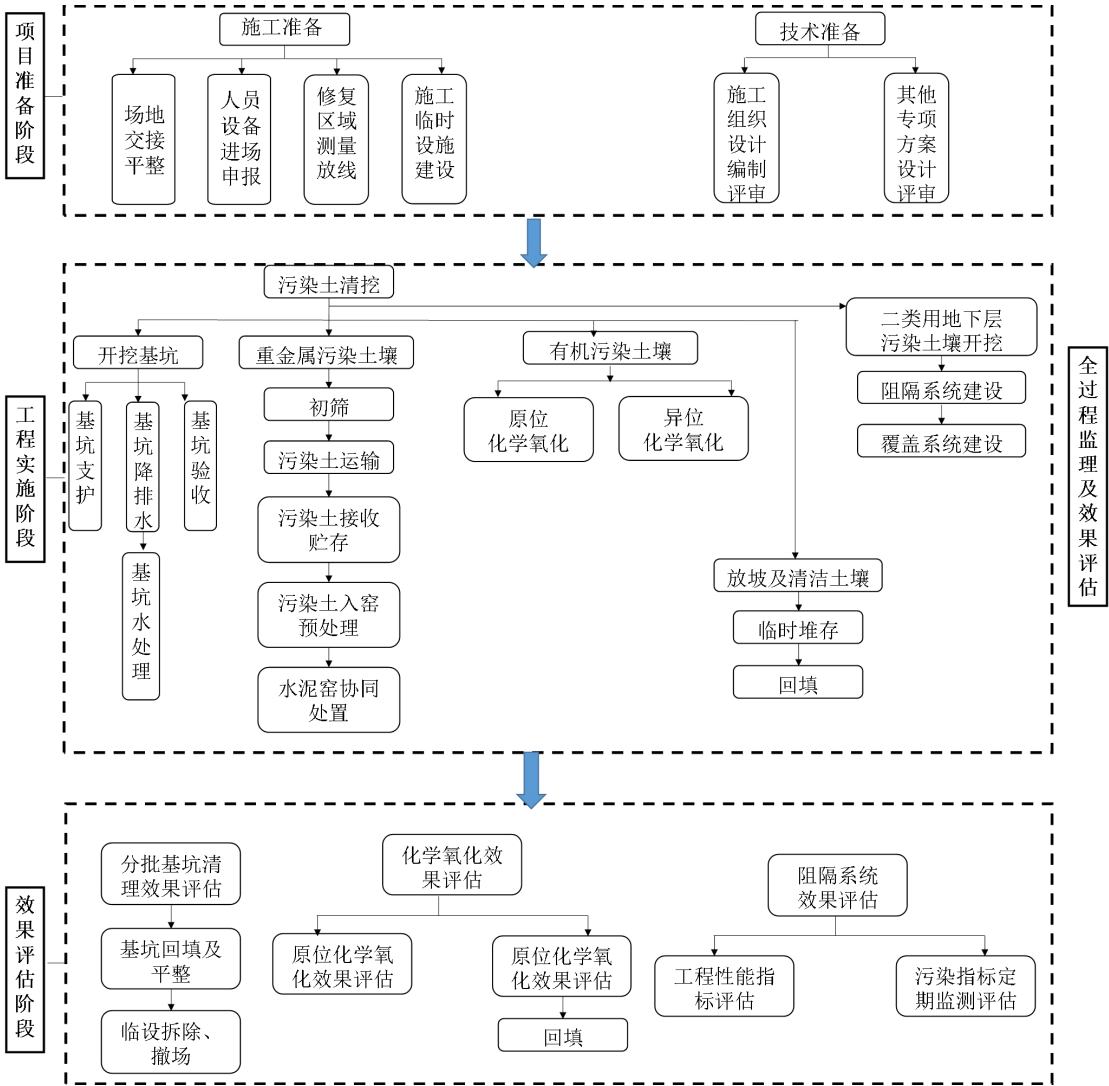 项目准备阶段
施工准备
技术准备
场地
交接
平整
人员
设备
进场
申报
修复
区域
测量
放线
施工
临时
设施
建设
施工
组织
设计
编制
评审
其他
专项
方案
设计
评审
工程实施阶段
污染土清挖
开挖基坑
基坑支护
基坑降排水
基坑验收
基坑水处理
重金属污染土壤
初筛
污染土运输
污染土接收
贮存
污染土入窑
预处理
水泥窑协同
处置
有机污染土壤
原位
化学氧化
异位
化学氧化
放坡及清洁土壤
临时堆存
回填
二类用地下层
污染土壤开挖
阻隔系统建设
覆盖系统建设
全过程监理及效果评估
效果评估阶段
分批基坑清
理效果评估
基坑回填及
平整
临设拆除、
撤场
化学氧化效
果评估
原位化学氧
化效果评估
原位化学氧
化效果评估
回填
阻隔系统
效果评估
工程性能指
标评估
污染指标定
期监测评估